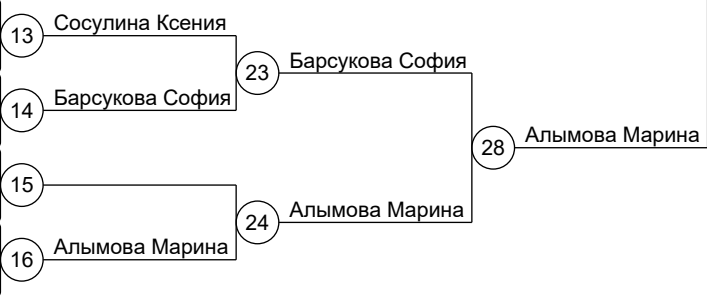 13 Сосулина Ксения
23 Барсукова София
14 Барсукова София
28 Алымова Марина
15
24 Алымова Марина
16 Алымова Марина